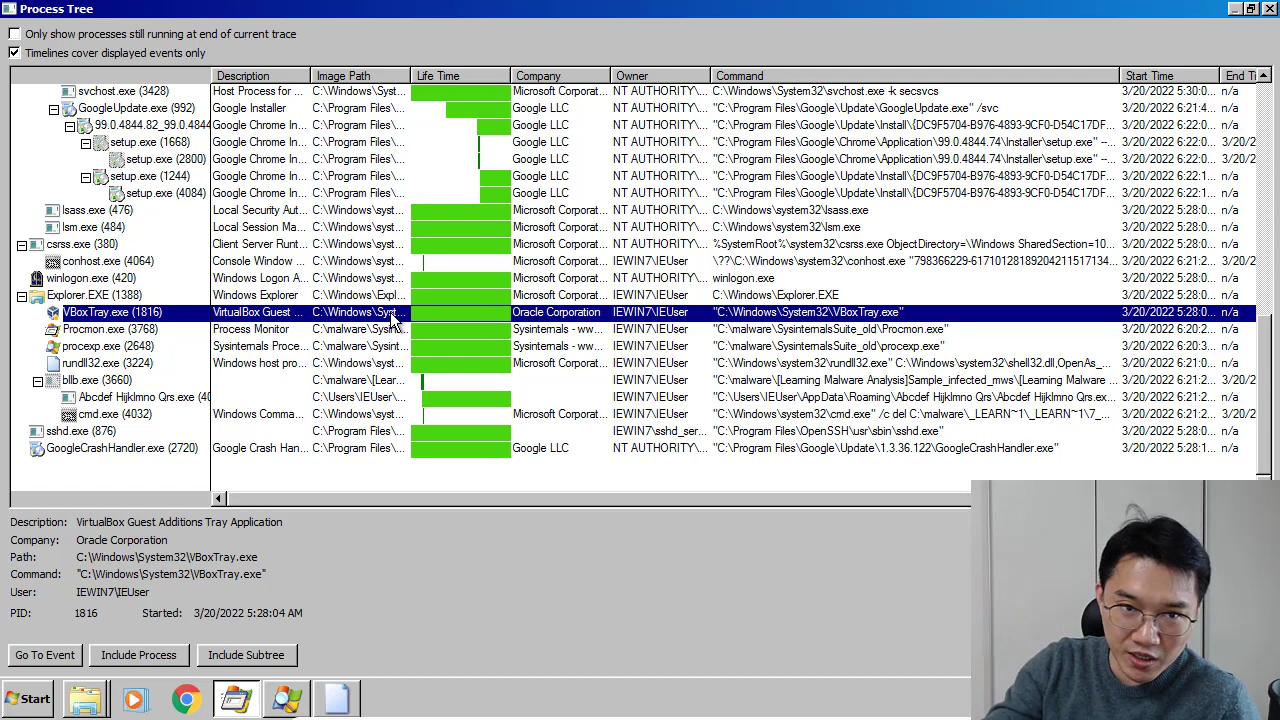 Process Tree
Only show processes still running at end of current trace
Timelines cover displayed events only
Description Image Path Life Time Company Owner Command Start Time End T
svchost.exe (3428) Host Process for ... C:\Windows\Syst... Microsoft Corporat... NT AUTHORITY\... C:\Windows\System32\svchost.exe -k secsvcs 3/20/2022 5:30:0... n/a
GoogleUpdate.exe (992) Google Installer C:\Program Files\... Google LLC NT AUTHORITY\... "C:\Program Files\Google\Update\GoogleUpdate.exe" /svc 3/20/2022 6:21:4... n/a
99.0.4844.82_99.0.4844 Google Chrome In... C:\Program Files\... Google LLC NT AUTHORITY\... "C:\Program Files\Google\Update\Install\{DC9F5704-B976-4893-9CF0-D54C17DF... 3/20/2022 6:22:0... n/a
setup.exe (1668) Google Chrome In... C:\Program Files\... Google LLC NT AUTHORITY\... "C:\Program Files\Google\Chrome\Application\99.0.4844.74\Installer\setup.exe" --... 3/20/2022 6:22:0... 3/20/2
setup.exe (2800) Google Chrome In... C:\Program Files\... Google LLC NT AUTHORITY\... "C:\Program Files\Google\Chrome\Application\99.0.4844.74\Installer\setup.exe" --... 3/20/2022 6:22:0... 3/20/2
setup.exe (1244) Google Chrome In... C:\Program Files\... Google LLC NT AUTHORITY\... "C:\Program Files\Google\Update\Install\{DC9F5704-B976-4893-9CF0-D54C17DF... 3/20/2022 6:22:1... n/a
setup.exe (4084) Google Chrome In... C:\Program Files\... Google LLC NT AUTHORITY\... "C:\Program Files\Google\Update\Install\{DC9F5704-B976-4893-9CF0-D54C17DF... 3/20/2022 6:22:1... n/a
lsass.exe (476) Local Security Aut... C:\Windows\syst... Microsoft Corporat... NT AUTHORITY\... C:\Windows\system32\lsass.exe 3/20/2022 5:28:0... n/a
lsm.exe (484) Local Session Ma... C:\Windows\syst... Microsoft Corporat... NT AUTHORITY\... C:\Windows\system32\lsm.exe 3/20/2022 5:28:0... n/a
csrss.exe (380) Client Server Runt... C:\Windows\syst... Microsoft Corporat... NT AUTHORITY\... %SystemRoot%\system32\csrss.exe ObjectDirectory=\Windows SharedSection=10... 3/20/2022 5:28:0... n/a
conhost.exe (4064) Console Window ... C:\Windows\syst... Microsoft Corporat... IEWIN7\IEUser \??\C:\Windows\system32\conhost.exe "798366229-6171012818920421151713​4... 3/20/2022 6:21:2... 3/20/2
winlogon.exe (420) Windows Logon A... C:\Windows\syst... Microsoft Corporat... NT AUTHORITY\... winlogon.exe 3/20/2022 5:28:0... n/a
Explorer.EXE (1388) Windows Explorer C:\Windows\Expl... Microsoft Corporat... IEWIN7\IEUser C:\Windows\Explorer.EXE 3/20/2022 5:28:0... n/a
VBoxTray.exe (1816) VirtualBox Guest ... C:\Windows\Syst... Oracle Corporation IEWIN7\IEUser "C:\Windows\System32\VBoxTray.exe" 3/20/2022 5:28:0... n/a
Procmon.exe (3768) Process Monitor C:\malware\Sysin... Sysinternals - ww... IEWIN7\IEUser "C:\malware\SysinternalsSuite_old\Procmon.exe" 3/20/2022 6:21:0... n/a
procexp.exe (2648) Sysinternals Proce... C:\malware\Sysint... Sysinternals - ww... IEWIN7\IEUser "C:\malware\SysinternalsSuite_old\procexp.exe" 3/20/2022 6:20:3... n/a
rundll32.exe (3224) Windows host pro... C:\Windows\syst... Microsoft Corporat... IEWIN7\IEUser "C:\Windows\system32\rundll32.exe" C:\Windows\system32\shell32.dll,OpenAs_... 3/20/2022 6:21:2... n/a
bllb.exe (3660) C:\malware\[Lear... IEWIN7\IEUser "C:\malware\[Learning Malware Analysis]Sample_infected_mws\[Learning Malware ... 3/20/2022 6:21:2... 3/20/2
Abcdef Hijklmno Qrs.exe (40 C:\Users\IEUser\... IEWIN7\IEUser "C:\Users\IEUser\AppData\Roaming\Abcdef Hijklmno Qrs\Abcdef Hijklmno Qrs.ex... 3/20/2022 6:21:2... n/a
cmd.exe (4032) Windows Comma... C:\Windows\syst... Microsoft Corporat... IEWIN7\IEUser "C:\Windows\system32\cmd.exe" /c del C:\malware\_LEARN~1\_LEARN~1\7_... 3/20/2022 6:21:2... 3/20/2
sshd.exe (876) C:\Program Files\... IEWIN7\sshd_ser... "C:\Program Files\OpenSSH\usr\sbin\sshd.exe" 3/20/2022 5:28:0... n/a
GoogleCrashHandler.exe (2720) Google Crash Han... C:\Program Files\... Google LLC NT AUTHORITY\... "C:\Program Files\Google\Update\1.3.36.122\GoogleCrashHandler.exe" 3/20/2022 5:28:1... n/a
Description: VirtualBox Guest Additions Tray Application
Company: Oracle Corporation
Path: C:\Windows\System32\VBoxTray.exe
Command: "C:\Windows\System32\VBoxTray.exe"
User: IEWIN7\IEUser
PID: 1816 Started: 3/20/2022 5:28:04 AM
Go To Event Include Process Include Subtree
Start